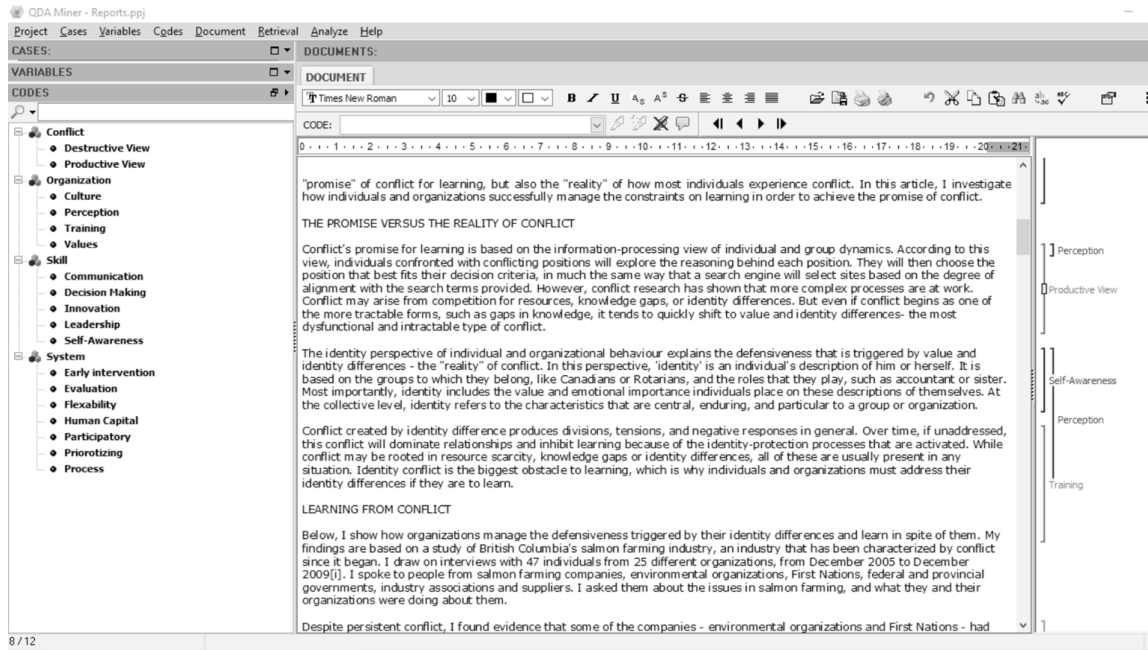 QDA Miner - Reports.ppj
Project Cases Variables Codes Document Retrieval Analyze Help
CASES:
VARIABLES
CODES
Conflict
Destructive View
Productive View
Organization
Culture
Perception
Training
Values
Skill
Communication
Decision Making
Innovation
Leadership
Self-Awareness
System
Early intervention
Evaluation
Flexability
Human Capital
Participatory
Priorotizing
Process
8 / 12
DOCUMENTS:
DOCUMENT
Times New Roman 10 B I U
CODE:
0 1 2 3 4 5 6 7 8 9 10 11 12 13 14 15 16 17 18 19 20 21
"promise" of conflict for learning, but also the "reality" of how most individuals experience conflict. In this article, I investigate
how individuals and organizations successfully manage the constraints on learning in order to achieve the promise of conflict.
THE PROMISE VERSUS THE REALITY OF CONFLICT
Conflict's promise for learning is based on the information-processing view of individual and group dynamics. According to this
view, individuals confronted with conflicting positions will explore the reasoning behind each position. They will then choose the
position that best fits their decision criteria, in much the same way that a search engine will select sites based on the degree of
alignment with the search terms provided. However, conflict research has shown that more complex processes are at work.
Conflict may arise from competition for resources, knowledge gaps, or identity differences. But even if conflict begins as one of
the more tractable forms, such as gaps in knowledge, it tends to quickly shift to value and identity differences- the most
dysfunctional and intractable type of conflict.
The identity perspective of individual and organizational behaviour explains the defensiveness that is triggered by value and
identity differences - the "reality" of conflict. In this perspective, 'identity' is an individual's description of him or herself. It is
based on the groups to which they belong, like Canadians or Rotarians, and the roles that they play, such as accountant or sister.
Most importantly, identity includes the value and emotional importance individuals place on these descriptions of themselves. At
the collective level, identity refers to the characteristics that are central, enduring, and particular to a group or organization.
Conflict created by identity difference produces divisions, tensions, and negative responses in general. Over time, if unaddressed,
this conflict will dominate relationships and inhibit learning because of the identity-protection processes that are activated. While
conflict may be rooted in resource scarcity, knowledge gaps or identity differences, all of these are usually present in any
situation. Identity conflict is the biggest obstacle to learning, which is why individuals and organizations must address their
identity differences if they are to learn.
LEARNING FROM CONFLICT
Below, I show how organizations manage the defensiveness triggered by their identity differences and learn in spite of them. My
findings are based on a study of British Columbia's salmon farming industry, an industry that has been characterized by conflict
since it began. I draw on interviews with 47 individuals from 25 different organizations, from December 2005 to December
2009[i]. I spoke to people from salmon farming companies, environmental organizations, First Nations, federal and provincial
governments, industry associations and suppliers. I asked them about the issues in salmon farming, and what they and their
organizations were doing about them.
Despite persistent conflict, I found evidence that some of the companies - environmental organizations and First Nations - had
Perception
Productive View
Self-Awareness
Perception
Training